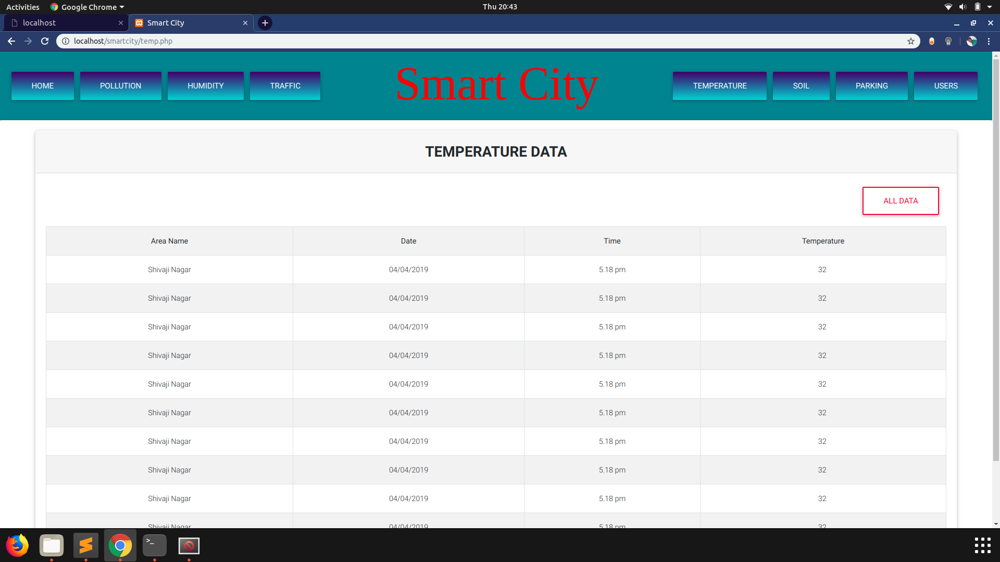 Activities Google Chrome Thu 20:43
localhost Smart City
localhost/smartcity/temp.php
HOME POLLUTION HUMIDITY TRAFFIC Smart City TEMPERATURE SOIL PARKING USERS
TEMPERATURE DATA
ALL DATA
Area Name Date Time Temperature
Shivaji Nagar 04/04/2019 5.18 pm 32
Shivaji Nagar 04/04/2019 5.18 pm 32
Shivaji Nagar 04/04/2019 5.18 pm 32
Shivaji Nagar 04/04/2019 5.18 pm 32
Shivaji Nagar 04/04/2019 5.18 pm 32
Shivaji Nagar 04/04/2019 5.18 pm 32
Shivaji Nagar 04/04/2019 5.18 pm 32
Shivaji Nagar 04/04/2019 5.18 pm 32
Shivaji Nagar 04/04/2019 5.18 pm 32
Shivaji Nagar 04/04/2019 5.18 pm 32